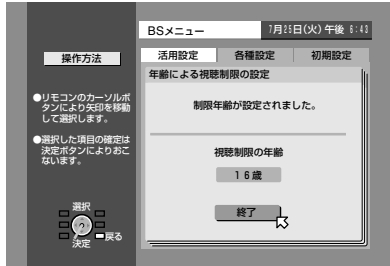 BSメニュー
7月25日(火)午後 6:43
操作方法
活用設定 各種設定 初期設定
年齢による視聴制限の設定
●リモコンのカーソルボ
タンにより矢印を移動
して選択します。
●選択した項目の確定は
決定ボタンによりおこ
ないます。
制限年齢が設定されました。
視聴制限の年齢
16歳
終了
選択
戻る
決定